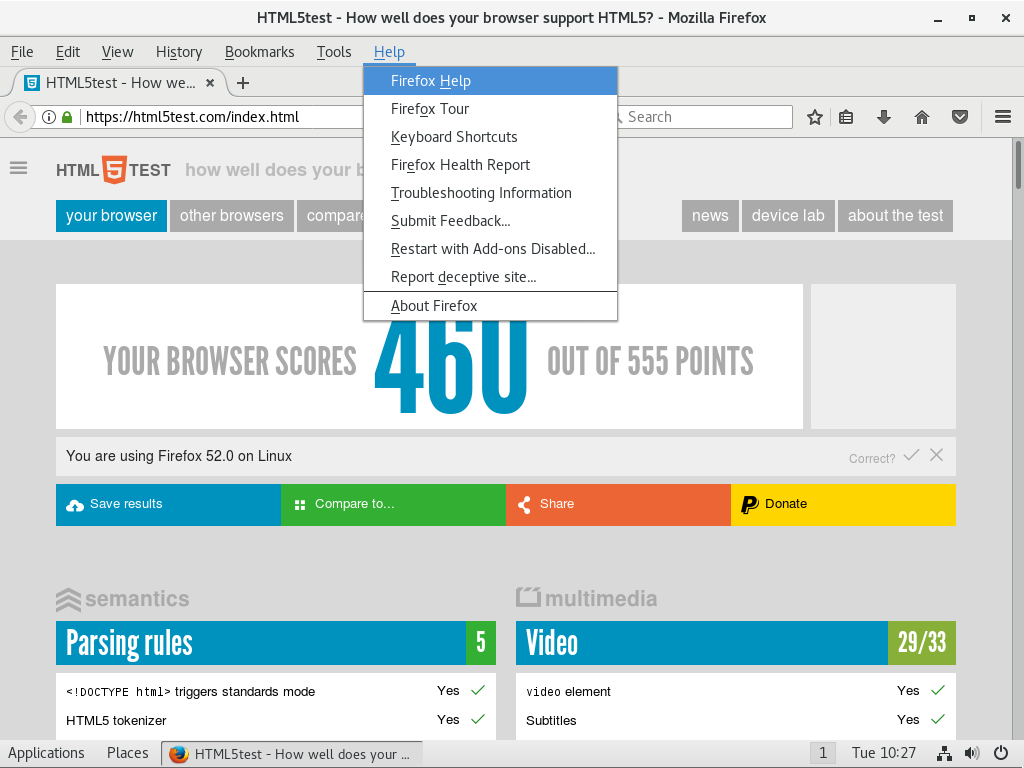 HTML5test - How well does your browser support HTML5? - Mozilla Firefox
File Edit View History Bookmarks Tools Help
HTML5test - How we...
https://html5test.com/index.html
Search
Firefox Help
Firefox Tour
Keyboard Shortcuts
Firefox Health Report
Troubleshooting Information
Submit Feedback...
Restart with Add-ons Disabled...
Report deceptive site...
About Firefox
HTML 5 TEST how well does your b
your browser other browsers compare news device lab about the test
YOUR BROWSER SCORES 460 OUT OF 555 POINTS
You are using Firefox 52.0 on Linux Correct?
Save results Compare to... Share Donate
semantics multimedia
Parsing rules 5 Video 29/33
<!DOCTYPE html> triggers standards mode Yes video element Yes
HTML5 tokenizer Yes Subtitles Yes
Applications Places HTML5test - How well does your ... 1 Tue 10:27